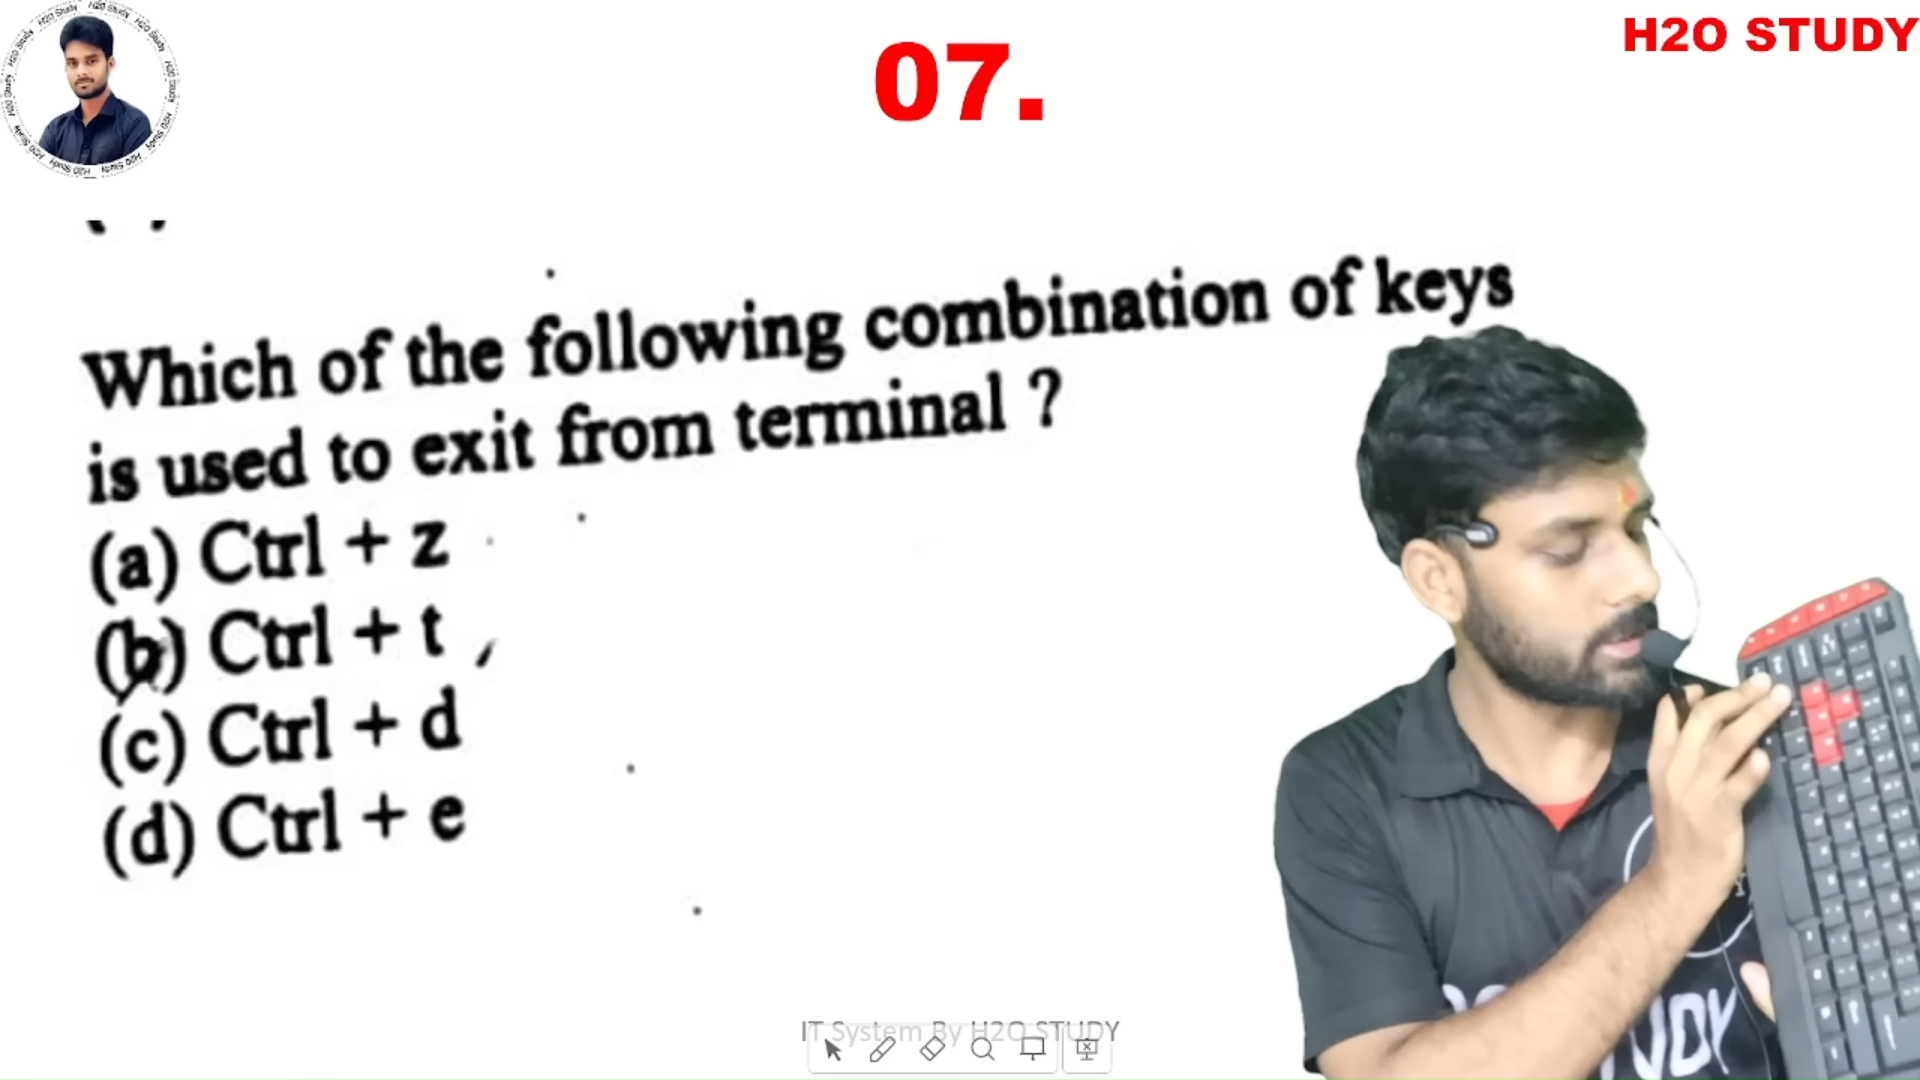 H2O STUDY
07.
Which of the following combination of keys
is used to exit from terminal ?
(a) Ctrl + z
(b) Ctrl + t
(c) Ctrl + d
(d) Ctrl + e
IT System By H2O STUDY